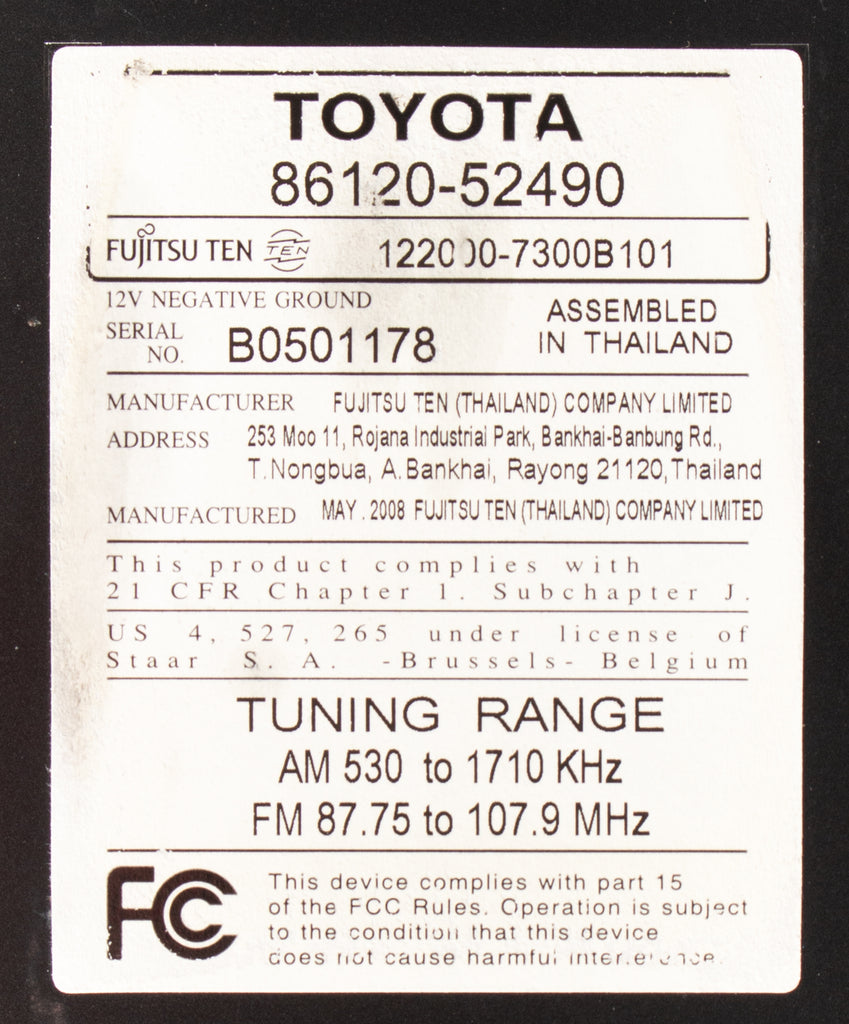 TOYOTA
86120-52490
FUJITSU TEN TEN 122000-7300B101
12V NEGATIVE GROUND
ASSEMBLED
IN THAILAND
SERIAL
NO. B0501178
MANUFACTURER FUJITSU TEN (THAILAND) COMPANY LIMITED
ADDRESS 253 Moo 11, Rojana Industrial Park, Bankhai-Banbung Rd.,
T.Nongbua, A.Bankhai, Rayong 21120,Thailand
MANUFACTURED MAY . 2008 FUJITSU TEN (THAILAND) COMPANY LIMITED
This product complies with
21 CFR Chapter 1. Subchapter J.
US 4, 527, 265 under license of
Staar S. A. -Brussels- Belgium
TUNING RANGE
AM 530 to 1710 KHz
FM 87.75 to 107.9 MHz
FCC This device complies with part 15
of the FCC Rules. Operation is subject
to the condition that this device
does not cause harmful interference.